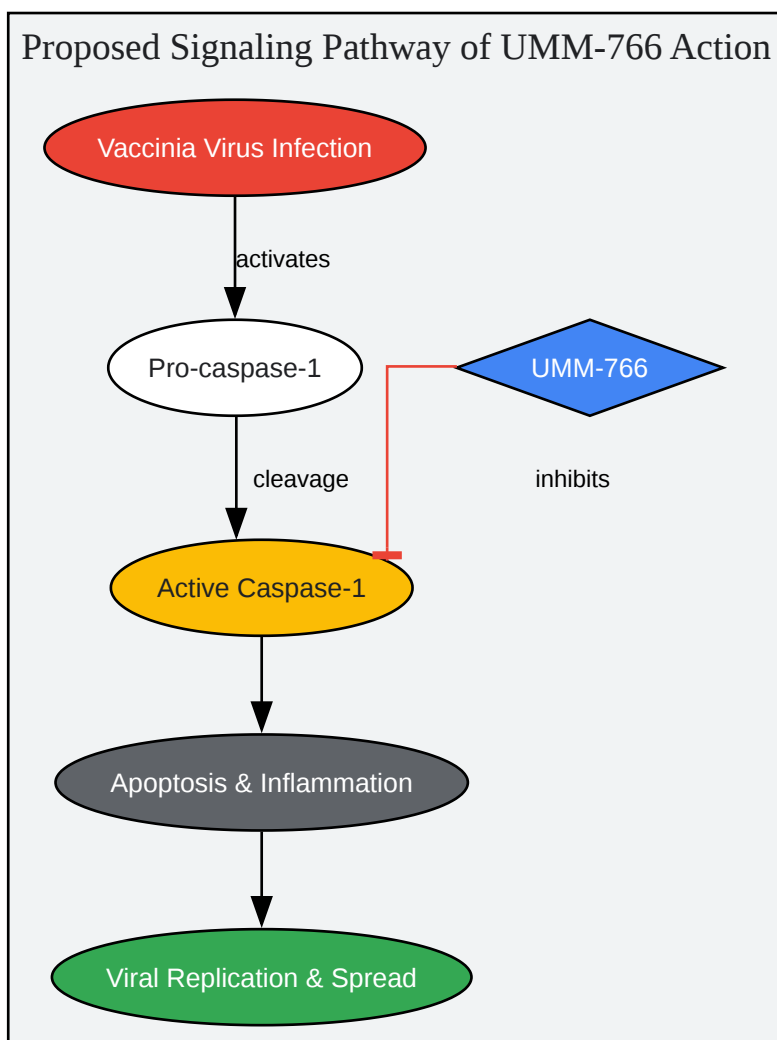 Proposed Signaling Pathway of UMM-766 Action
Vaccinia Virus Infection
activates
Pro-caspase-1
UMM-766
cleavage
inhibits
Active Caspase-1
Apoptosis & Inflammation
Viral Replication & Spread